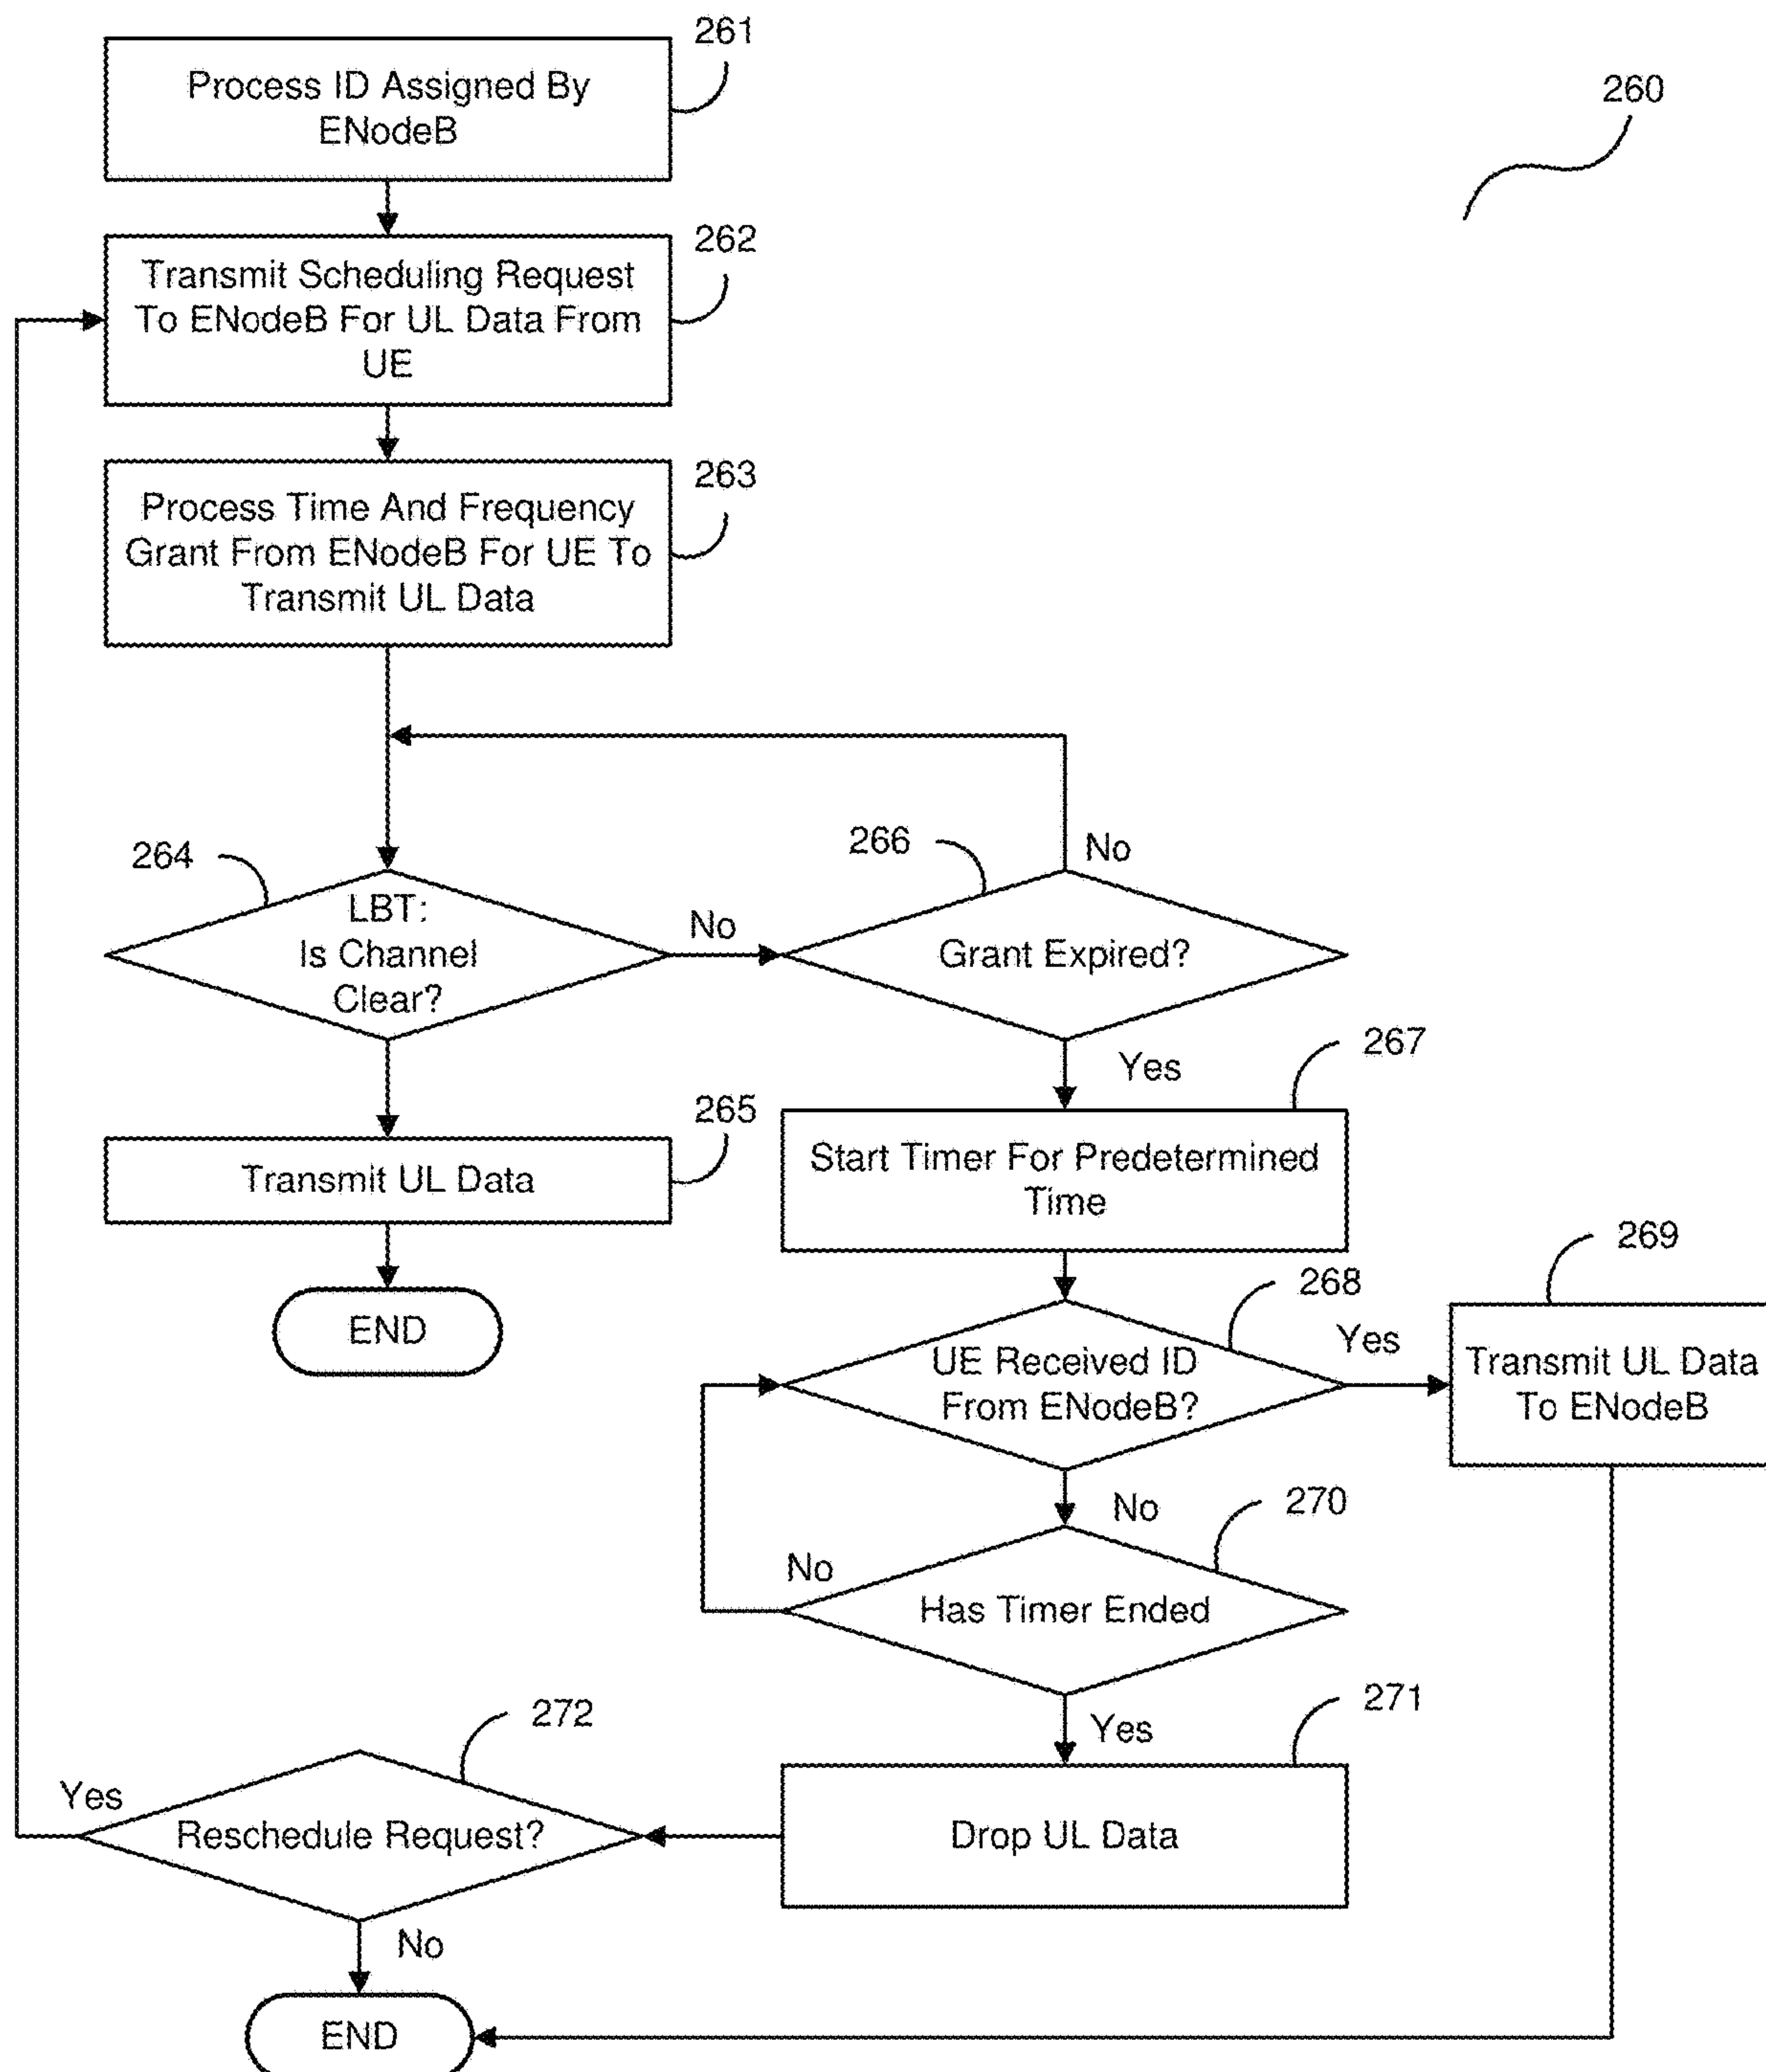 261
Process ID Assigned By
ENodeB
260
262
Transmit Scheduling Request
To ENodeB For UL Data From
UE
263
Process Time And Frequency
Grant From ENodeB For UE To
Transmit UL Data
264
LBT:
Is Channel
Clear?
No
266
No
Grant Expired?
Yes
267
265
Transmit UL Data
Start Timer For Predetermined
Time
END
268
UE Received ID
From ENodeB?
Yes
269
Transmit UL Data
To ENodeB
No
270
No
Has Timer Ended
Yes
271
Drop UL Data
272
Yes
Reschedule Request?
No
END